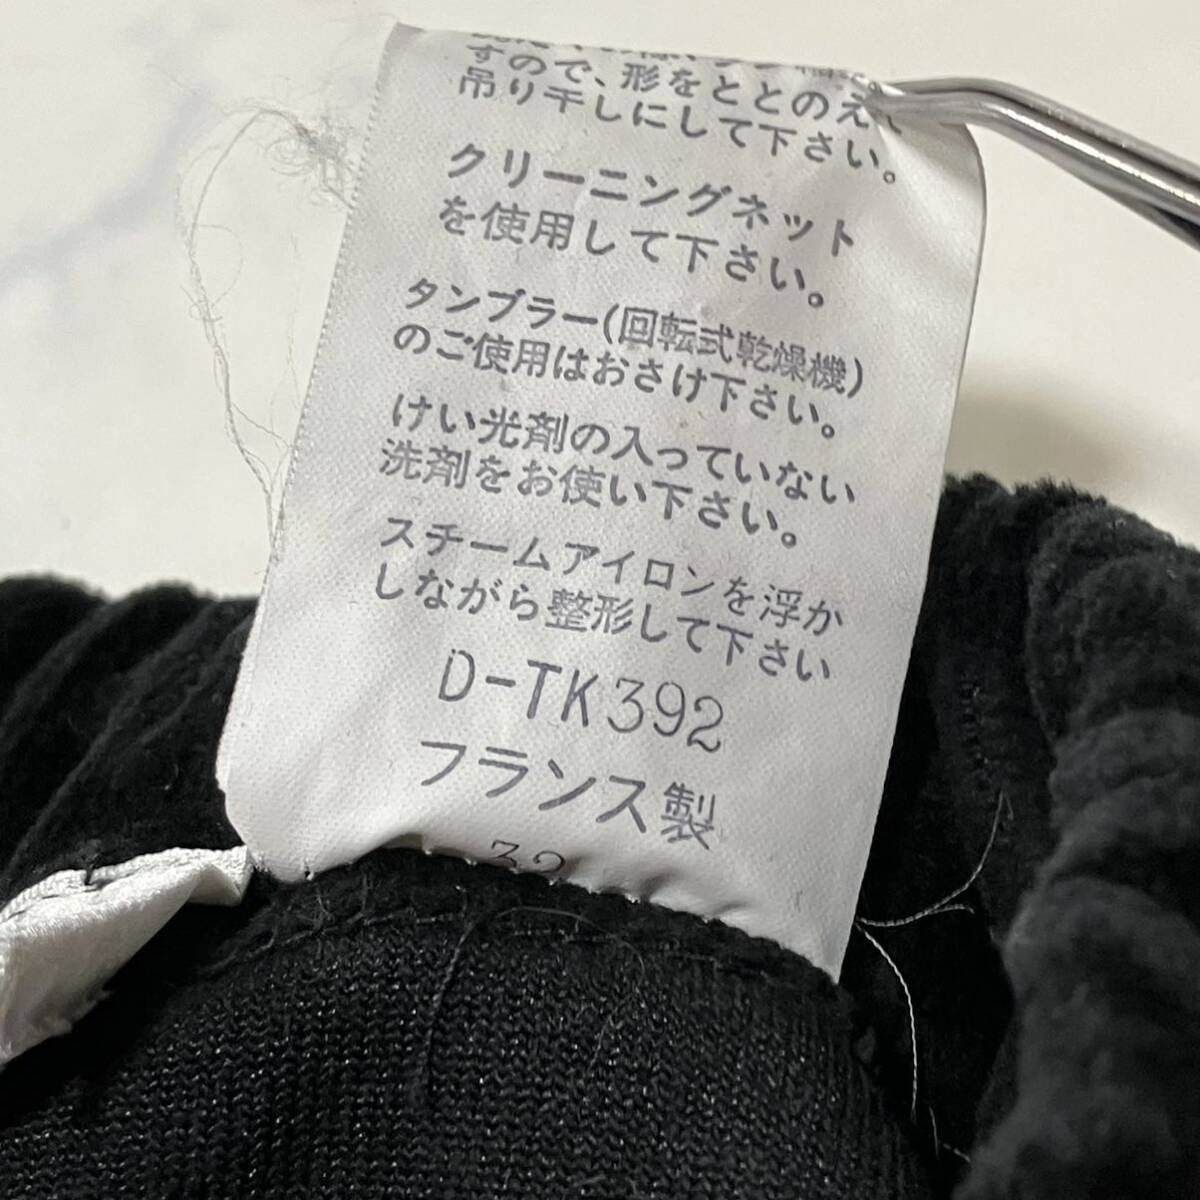 すので、形をととのえて
吊り干しにして下さい。
クリーニングネット
を使用して下さい。
タンブラー(回転式乾燥機)
のご使用はおさけ下さい。
けい光剤の入っていない
洗剤をお使い下さい。
スチームアイロンを浮か
しながら整形して下さい
D-TK392
フランス製
32